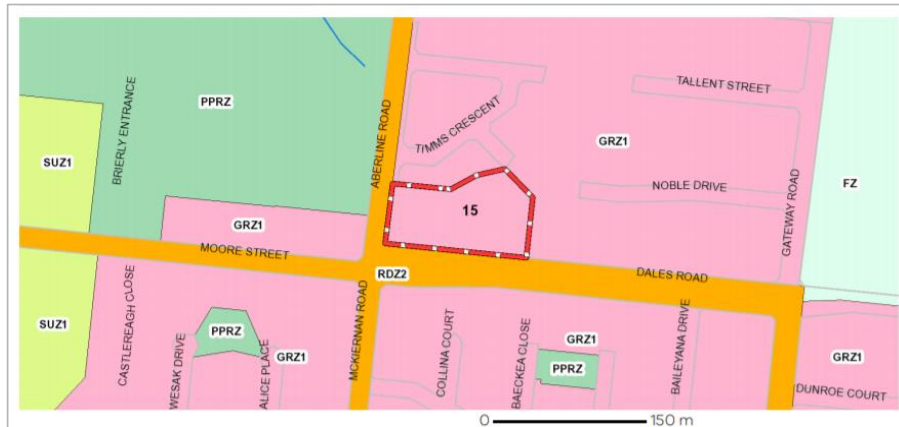 TALLENT STREET
PPRZ
BRIERLY ENTRANCE
ABERLINE ROAD
TIMMS CRESCENT
GRZ1
SUZ1
NOBLE DRIVE
GATEWAY ROAD
FZ
15
GRZ1
MOORE STREET
RDZ2
DALES ROAD
SUZ1
CASTLEREAGH CLOSE
PPRZ
WESAK DRIVE
ALICE PLACE
GRZ1
MCKIERNAN ROAD
COLLINA COURT
BAECKEA CLOSE
GRZ1
PPRZ
BAILEYANA DRIVE
GRZ1
DUNROE COURT
0 150 m